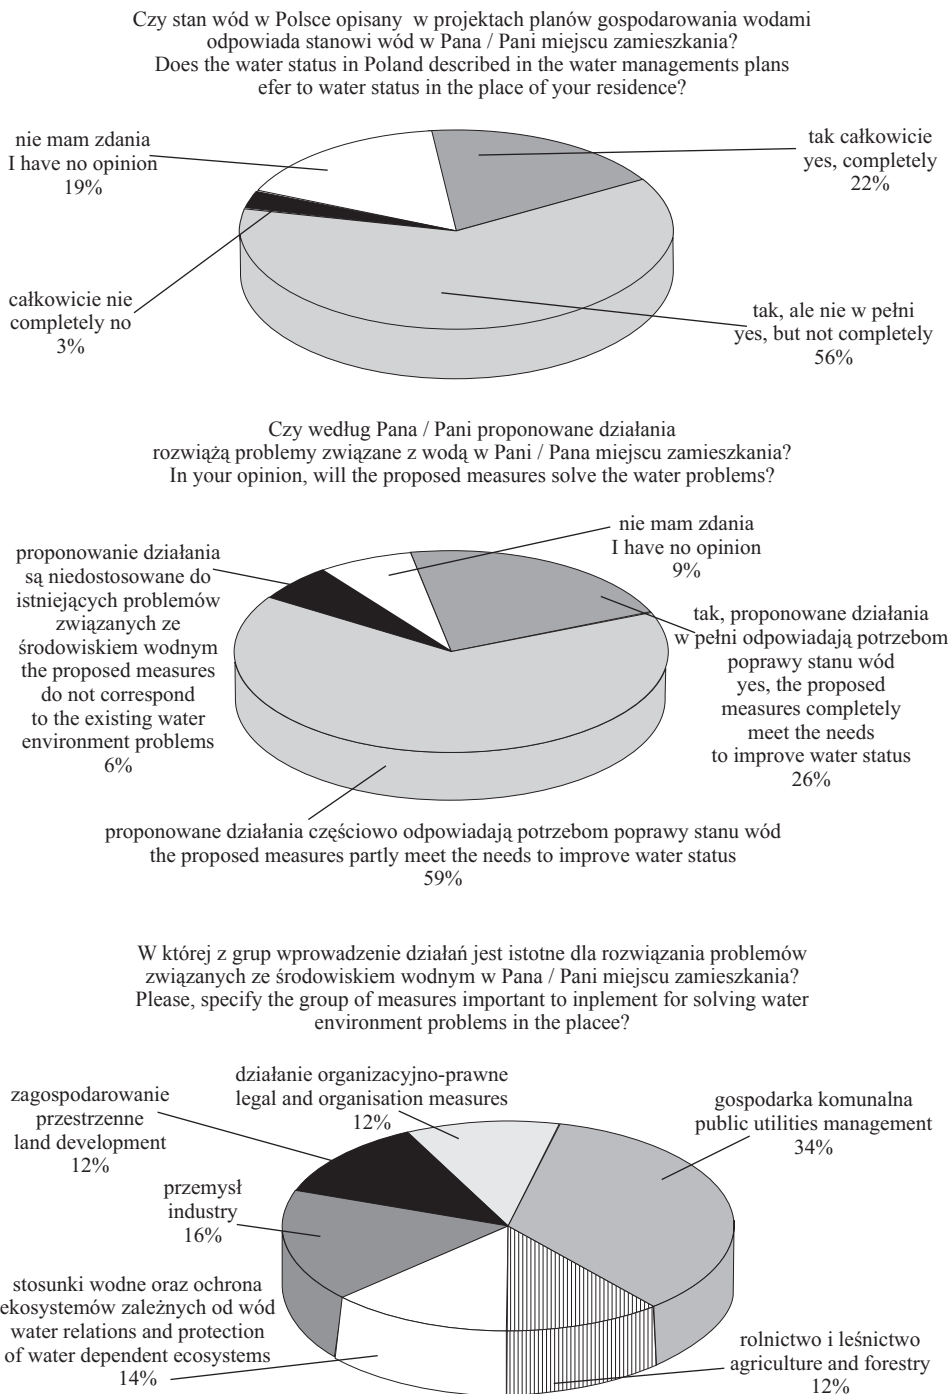 Czy stan wód w Polsce opisany w projektach planów gospodarowania wodami
odpowiada stanowi wód w Pana / Pani miejscu zamieszkania?
Does the water status in Poland described in the water managements plans
efer to water status in the place of your residence?
nie mam zdania
I have no opinion
19%
tak całkowicie
yes, completely
22%
całkowicie nie
completely no
3%
tak, ale nie w pełni
yes, but not completely
56%
Czy według Pana / Pani proponowane działania
rozwiążą problemy związane z wodą w Pani / Pana miejscu zamieszkania?
In your opinion, will the proposed measures solve the water problems?
nie mam zdania
I have no opinion
9%
proponowanie działania
są niedostosowane do
istniejących problemów
związanych ze
środowiskiem wodnym
the proposed measures
do not correspond
to the existing water
environment problems
6%
tak, proponowane działania
w pełni odpowiadają potrzebom
poprawy stanu wód
yes, the proposed
measures completely
meet the needs
to improve water status
26%
proponowane działania częściowo odpowiadają potrzebom poprawy stanu wód
the proposed measures partly meet the needs to improve water status
59%
W której z grup wprowadzenie działań jest istotne dla rozwiązania problemów
związanych ze środowiskiem wodnym w Pana / Pani miejscu zamieszkania?
Please, specify the group of measures important to inplement for solving water
environment problems in the placee?
działanie organizacyjno-prawne
legal and organisation measures
12%
zagospodarowanie
przestrzenne
land development
12%
gospodarka komunalna
public utilities management
34%
przemysł
industry
16%
stosunki wodne oraz ochrona
ekosystemów zależnych od wód
water relations and protection
of water dependent ecosystems
14%
rolnictwo i leśnictwo
agriculture and forestry
12%